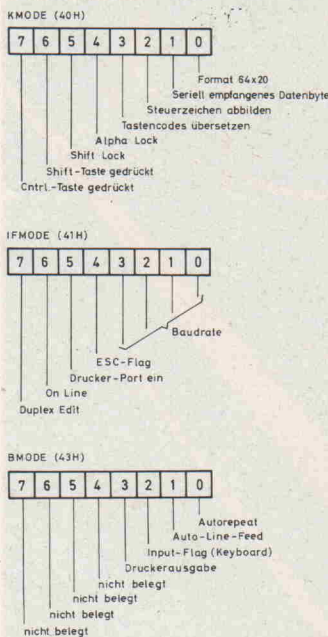 KMODE (40H)
7 6 5 4 3 2 1 0
Format 64x20
Seriell empfangenes Datenbyte
Steuerzeichen abbilden
Tastencodes übersetzen
Alpha Lock
Shift Lock
Shift-Taste gedrückt
Cntrl.-Taste gedrückt
IFMODE (41H)
7 6 5 4 3 2 1 0
Baudrate
ESC-Flag
Drucker-Port ein
On Line
Duplex Edit
BMODE (43H)
7 6 5 4 3 2 1 0
Autorepeat
Auto-Line-Feed
Input-Flag (Keyboard)
Druckerausgabe
nicht belegt
nicht belegt
nicht belegt
nicht belegt